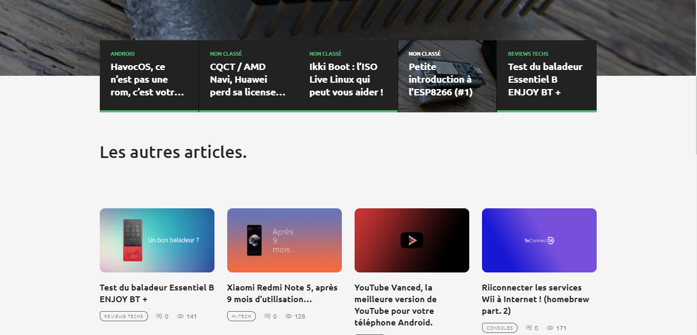 ANDROID
HavocOS, ce
n'est pas une
rom, c'est votr...
NON CLASSÉ
CQCT / AMD
Navi, Huawei
perd sa license...
NON CLASSÉ
Ikki Boot : l'ISO
Live Linux qui
peut vous aider !
NON CLASSÉ
Petite
introduction à
l'ESP8266 (#1)
REVIEWS TECHS
Test du baladeur
Essentiel B
ENJOY BT +
Les autres articles.
Un bon baladeur ?
Après
9
mois..
Test du baladeur Essentiel B
ENJOY BT +
REVIEWS TECHS 0 141
Xiaomi Redmi Note 5, après
9 mois d'utilisation...
HI-TECH 0 128
YouTube Vanced, la
meilleure version de
YouTube pour votre
téléphone Android.
Riiconnecter les services
Wii à Internet ! (homebrew
part. 2)
CONSOLES 0 171